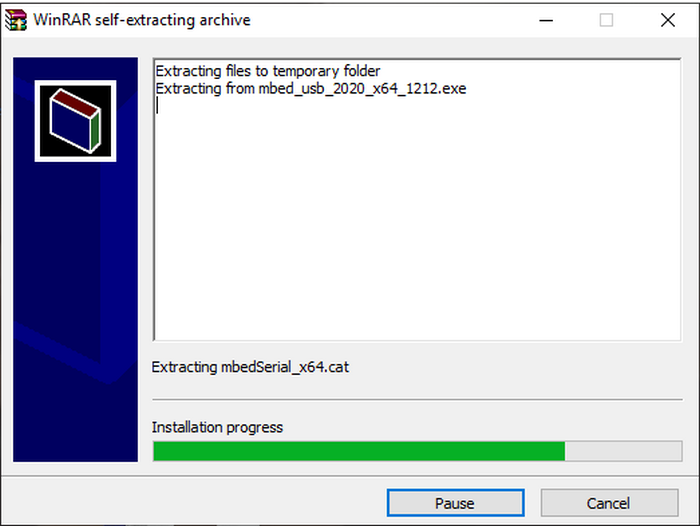 WinRAR self-extracting archive
Extracting files to temporary folder
Extracting from mbed_usb_2020_x64_1212.exe
Extracting mbedSerial_x64.cat
Installation progress
Pause
Cancel